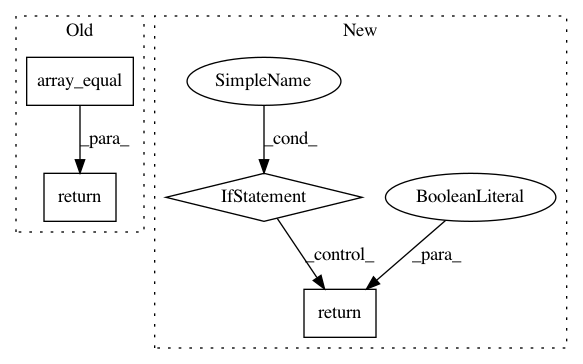 Old
New
array_equal
SimpleName
_para_
_cond_
return
IfStatement
BooleanLiteral
_control_
_para_
return